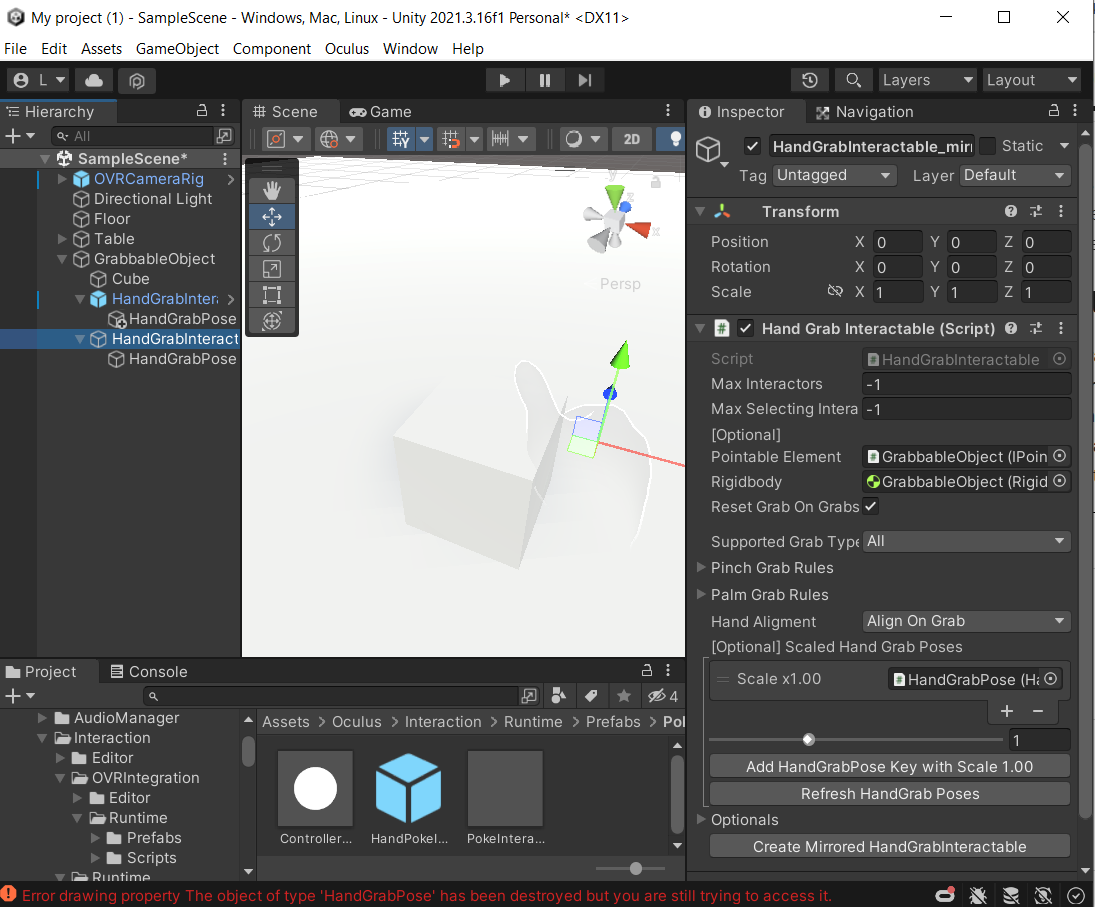 My project (1) - SampleScene - Windows, Mac, Linux - Unity 2021.3.16f1 Personal* <DX11>
File Edit Assets GameObject Component Oculus Window Help
L
Layers
Layout
Hierarchy
All
SampleScene*
OVRCameraRig
Directional Light
Floor
Table
GrabbableObject
Cube
HandGrabIntera
HandGrabPose
HandGrabInteract
HandGrabPose
Scene
Game
2D
y
x
Persp
Inspector
Navigation
HandGrabInteractable_mirr
Static
Tag Untagged
Layer Default
Transform
Position X 0 Y 0 Z 0
Rotation X 0 Y 0 Z 0
Scale X 1 Y 1 Z 1
Hand Grab Interactable (Script)
Script HandGrabInteractable
Max Interactors -1
Max Selecting Intera -1
[Optional]
Pointable Element GrabbableObject (IPoin
Rigidbody GrabbableObject (Rigid
Reset Grab On Grabs
Supported Grab Type All
Pinch Grab Rules
Palm Grab Rules
Hand Aligment Align On Grab
[Optional] Scaled Hand Grab Poses
Scale x1.00 HandGrabPose (Ha
+ −
1
Add HandGrabPose Key with Scale 1.00
Refresh HandGrab Poses
Optionals
Create Mirrored HandGrabInteractable
Project
Console
4
AudioManager
Interaction
Editor
OVRIntegration
Editor
Runtime
Prefabs
Scripts
Runtime
Assets > Oculus > Interaction > Runtime > Prefabs > Pok
Controller...
HandPokeI...
PokeIntera...
Error drawing property The object of type 'HandGrabPose' has been destroyed but you are still trying to access it.